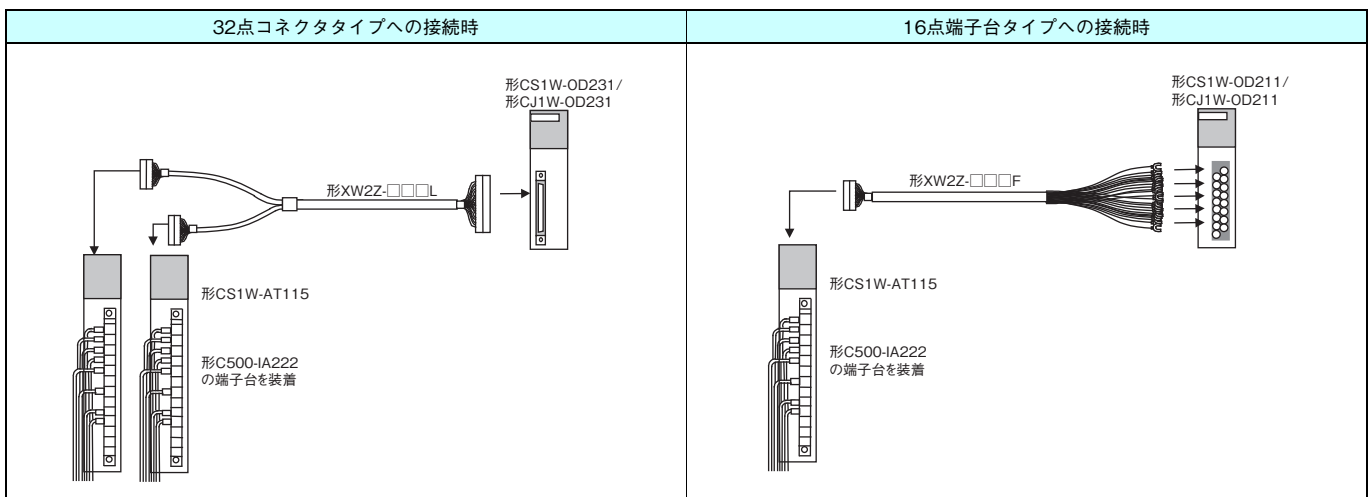 32点コネクタタイプへの接続時
形CS1W-OD231/
形CJ1W-OD231
形XW2Z-□□□L
形CS1W-AT115
形C500-IA222
の端子台を装着
16点端子台タイプへの接続時
形CS1W-OD211/
形CJ1W-OD211
形XW2Z-□□□F
形CS1W-AT115
形C500-IA222
の端子台を装着